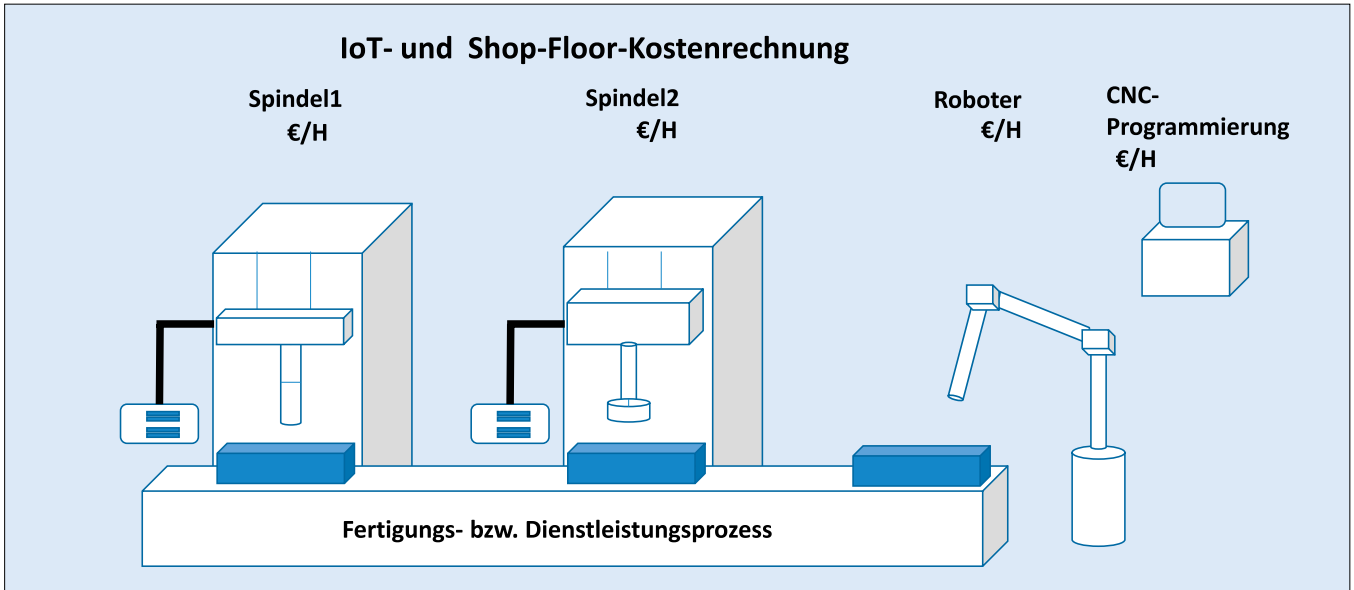 IoT- und  Shop-Floor-Kostenrechnung
Spindel1
€/H
Spindel2
€/H
Roboter
€/H
CNC-
Programmierung
€/H
Fertigungs- bzw. Dienstleistungsprozess